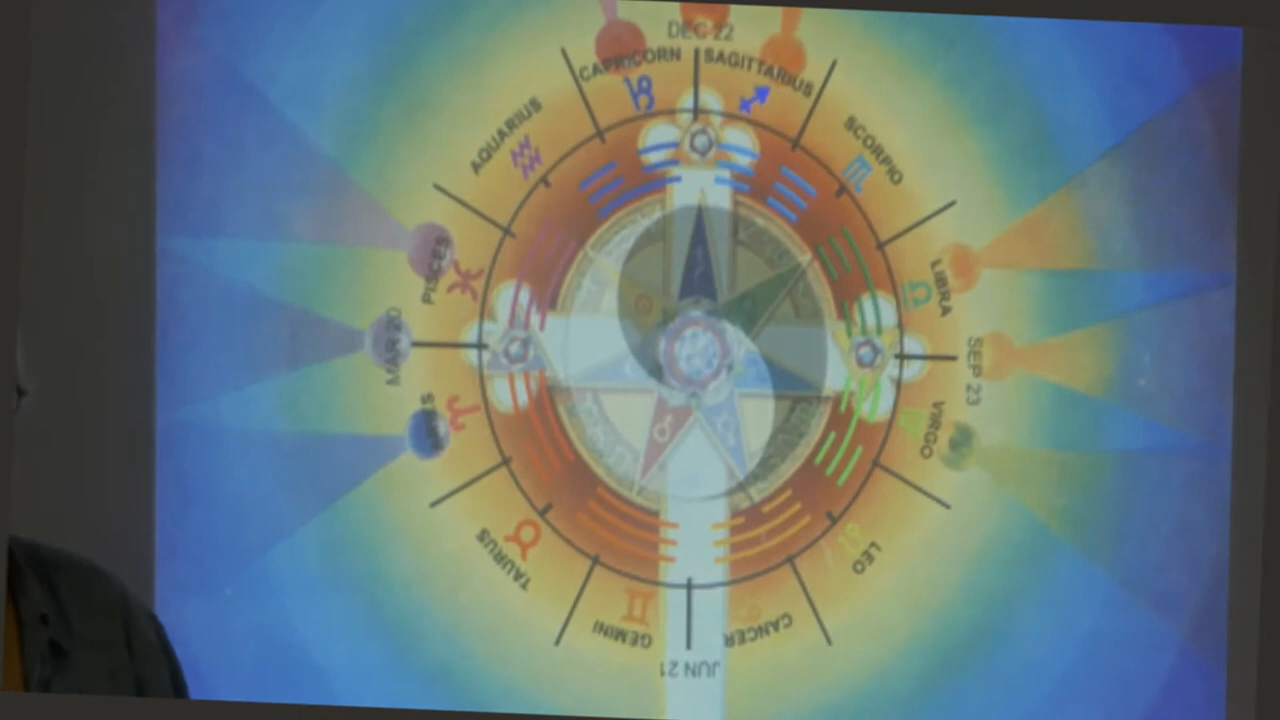 DEC 22
CAPRICORN
SAGITTARIUS
AQUARIUS
SCORPIO
PISCES
LIBRA
MAR 20
SEP 23
VIRGO
TAURUS
LEO
GEMINI
CANCER
JUN 21